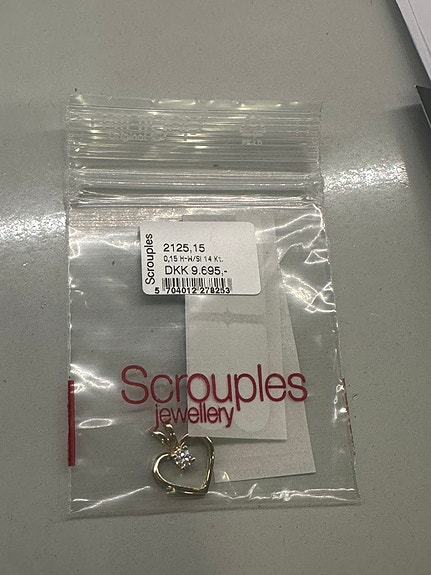 Scrouples
2125,15
0,15 H-W/SI 14 Kt.
DKK 9.695,-
5 704012 278253
Scrouples
jewellery